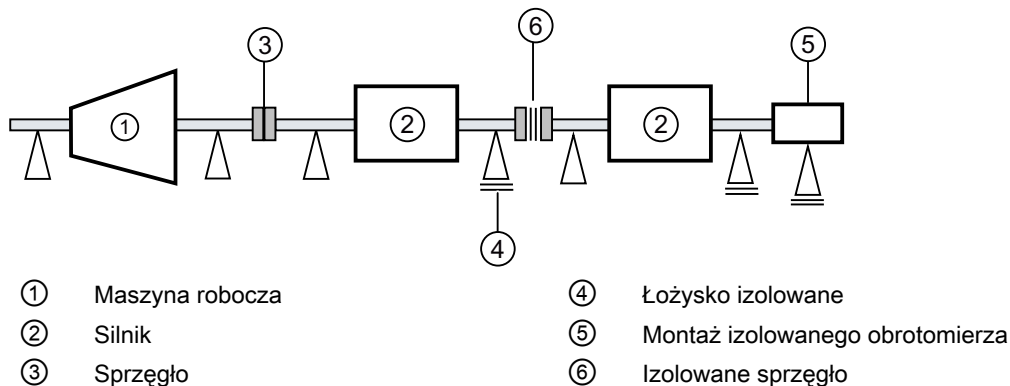 ⑥
③ ⑤
① ② ②
④
① Maszyna robocza
② Silnik
③ Sprzęgło
④ Łożysko izolowane
⑤ Montaż izolowanego obrotomierza
⑥ Izolowane sprzęgło